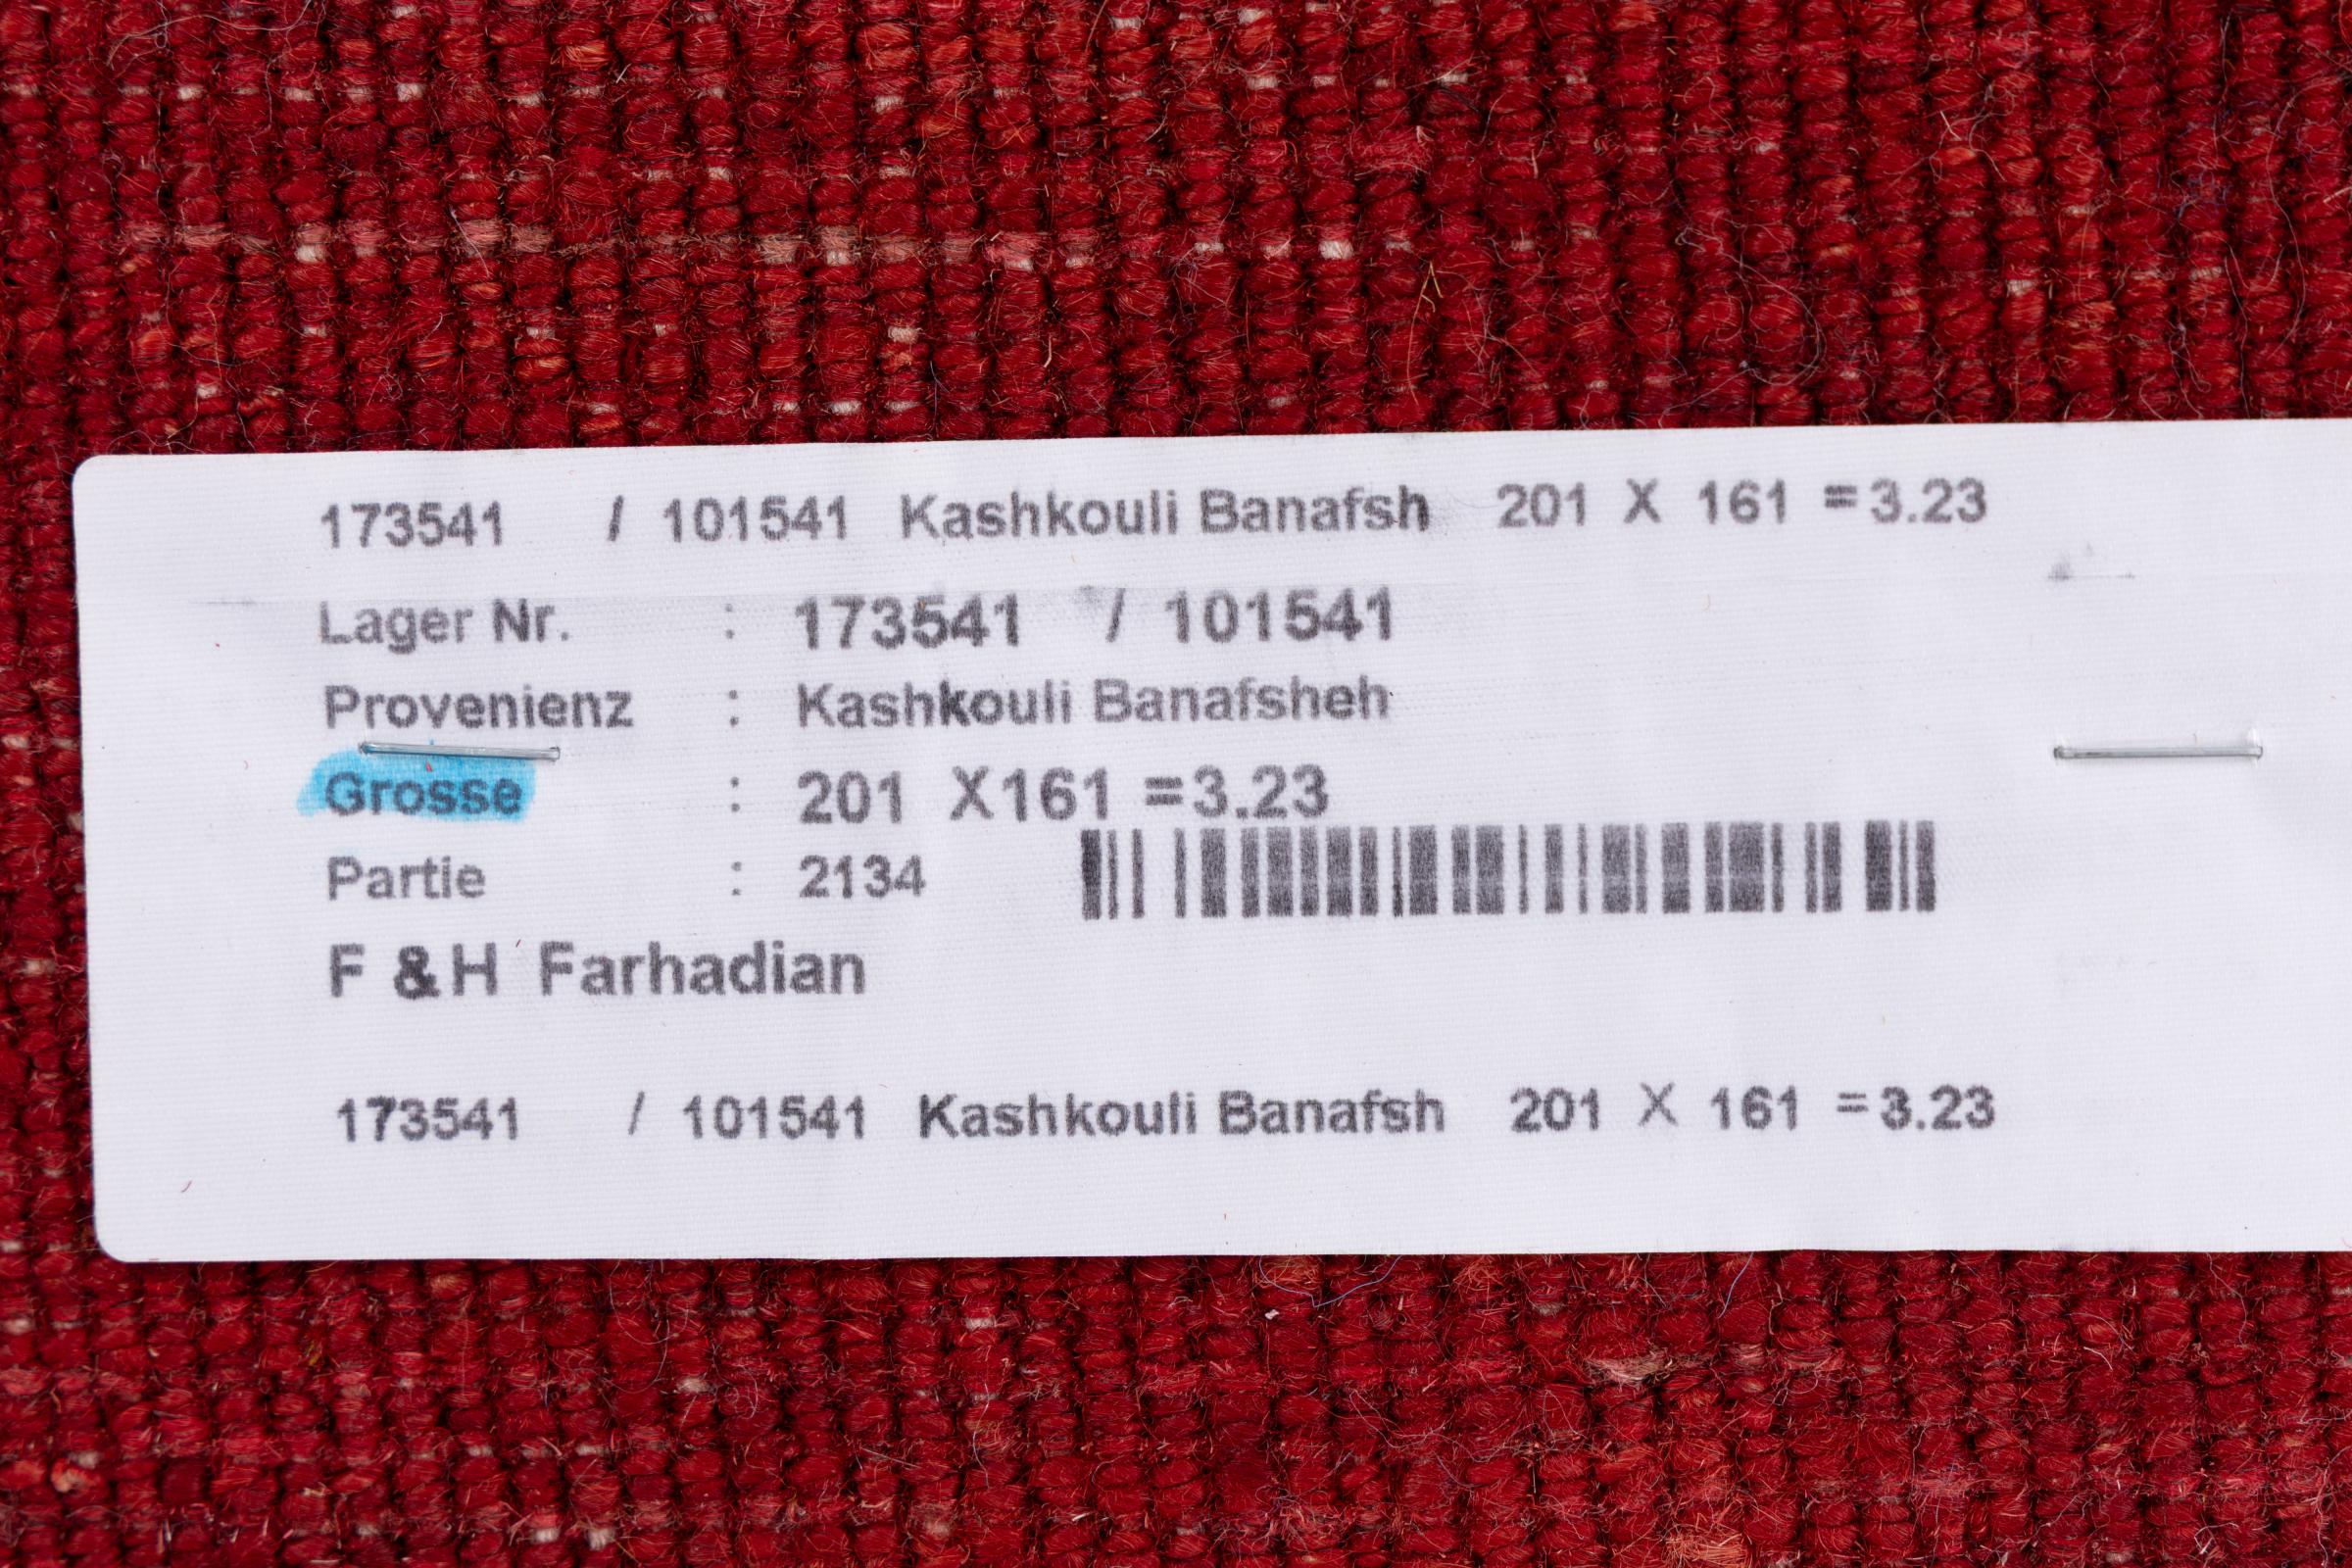 173541 / 101541 Kashkouli Banafsh 201 X 161 =3.23
Lager Nr. : 173541 / 101541
Provenienz : Kashkouli Banafsheh
Grosse : 201 X161 =3.23
Partie : 2134
F & H Farhadian
173541 / 101541 Kashkouli Banafsh 201 X 161 =3.23